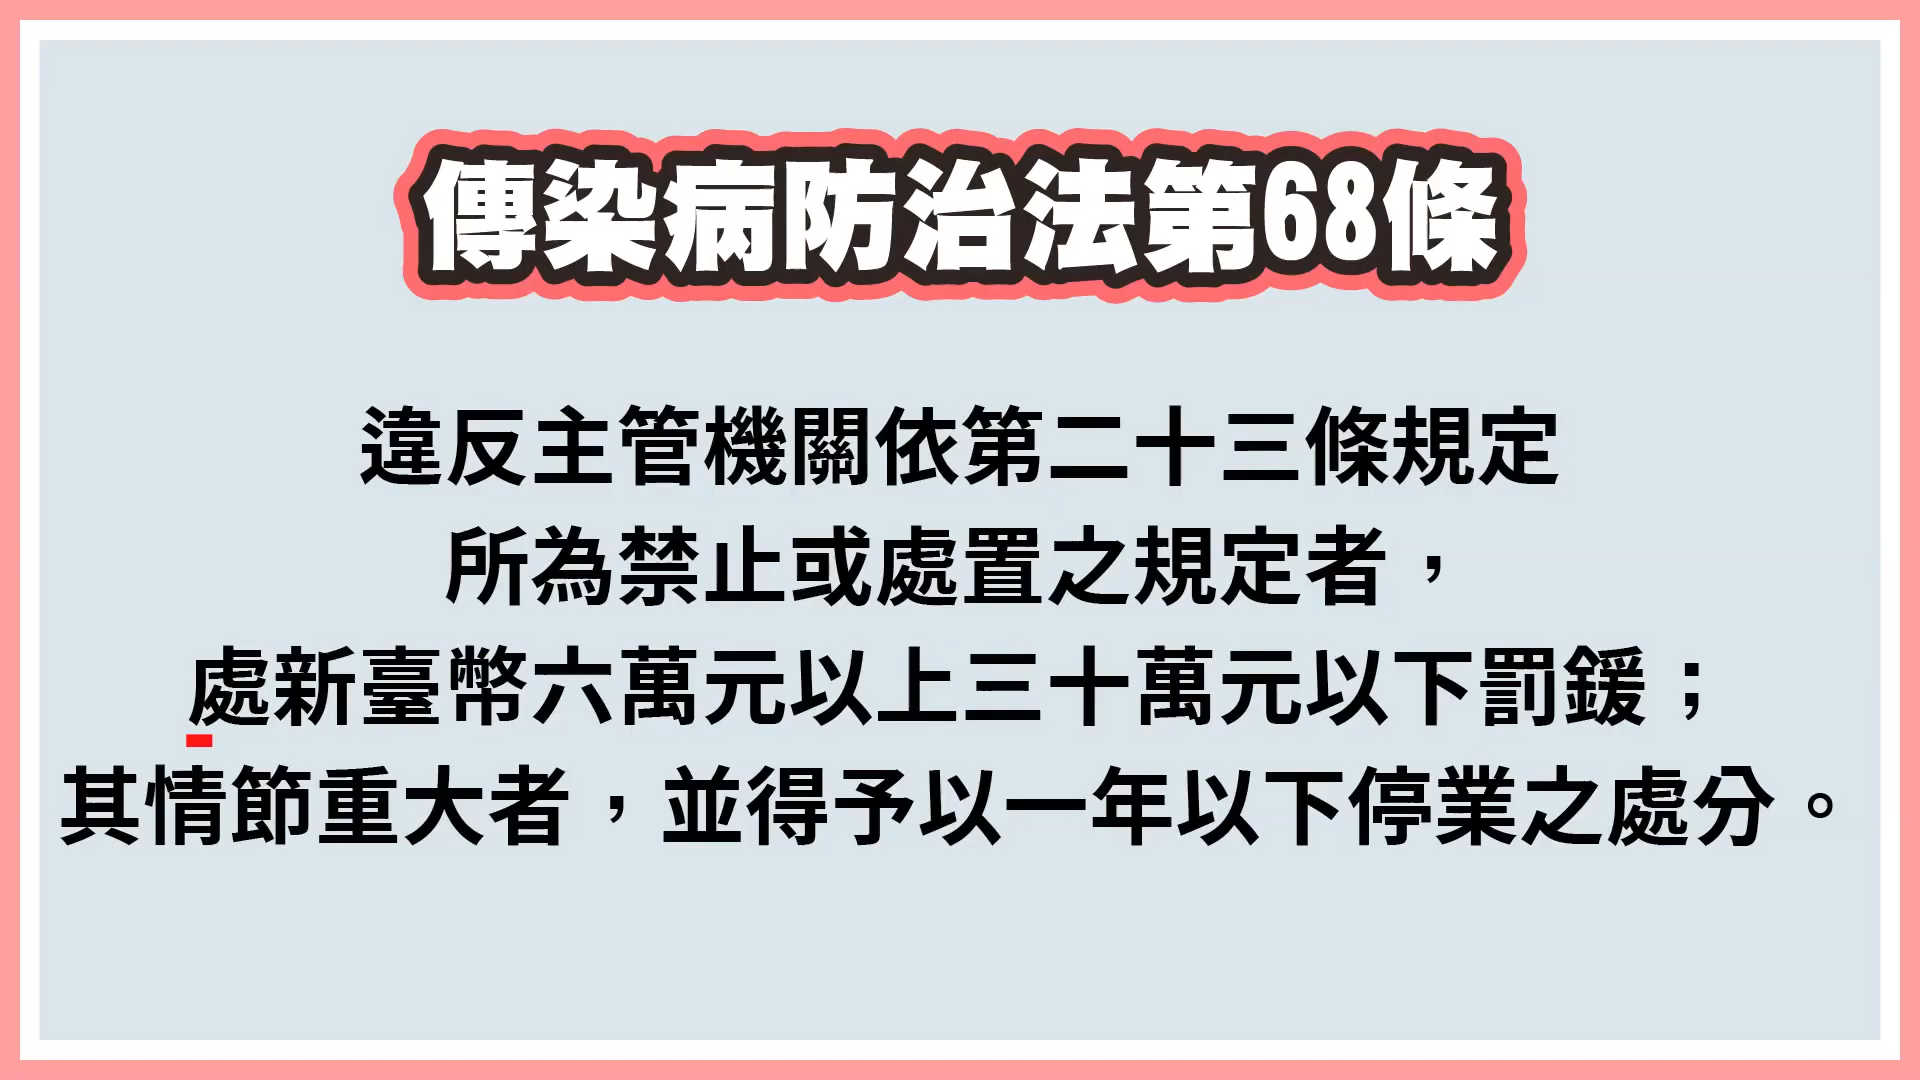 傳染病防治法第68條
違反主管機關依第二十三條規定
所為禁止或處置之規定者，
處新臺幣六萬元以上三十萬元以下罰鍰；
其情節重大者，並得予以一年以下停業之處分。